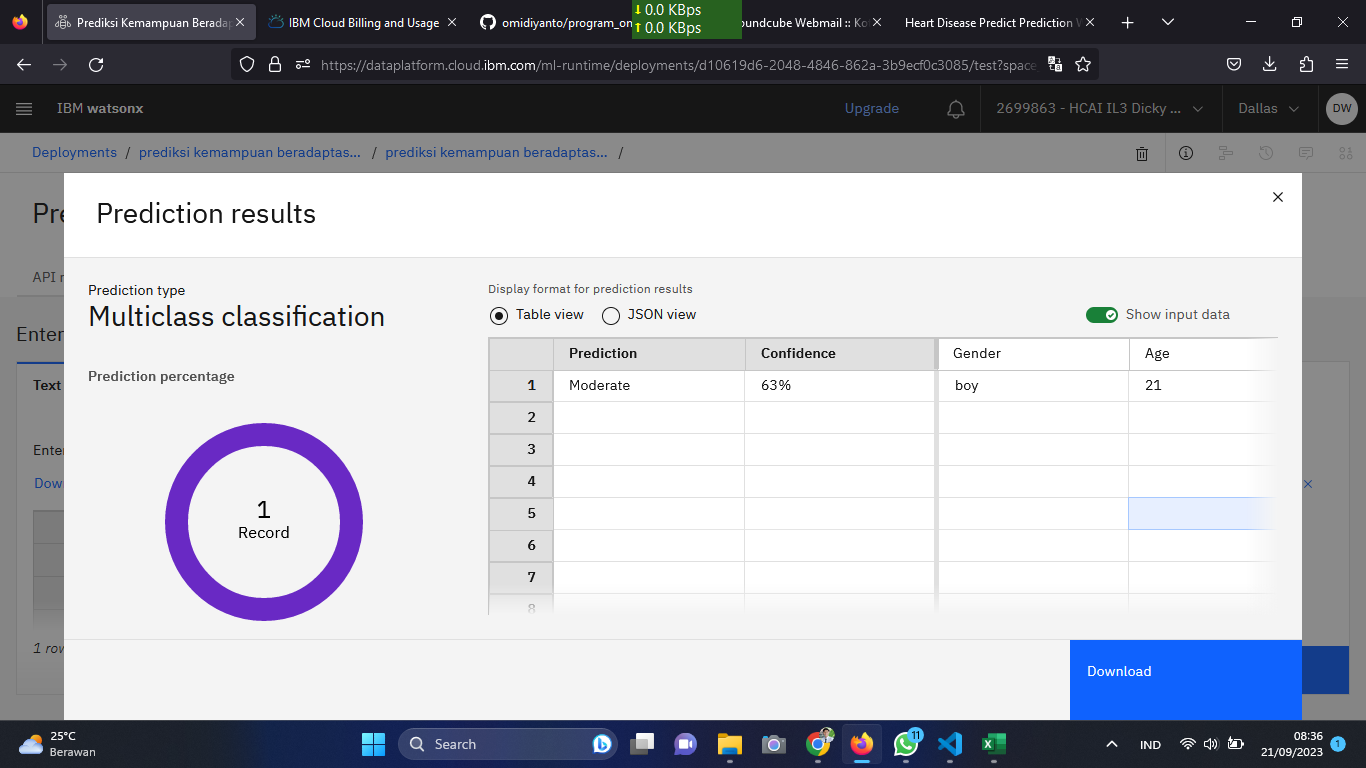 Prediksi Kemampuan Beradap
IBM Cloud Billing and Usage
omidiyanto/program_on
0.0 KBps
0.0 KBps
oundcube Webmail :: Ko
Heart Disease Predict Prediction W
https://dataplatform.cloud.ibm.com/ml-runtime/deployments/d10619d6-2048-4846-862a-3b9ecf0c3085/test?space
IBM watsonx
Upgrade
2699863 - HCAI IL3 Dicky ...
Dallas
DW
Deployments / prediksi kemampuan beradaptas... / prediksi kemampuan beradaptas... /
Pre
API r
Enter
Text
Enter
Down
1 row
Prediction results
Prediction type
Multiclass classification
Prediction percentage
1
Record
Display format for prediction results
Table view
JSON view
Show input data
Prediction Confidence Gender Age
1 Moderate 63% boy 21
2
3
4
5
6
7
8
Download
25°C
Berawan
Search
11
IND
08:36
21/09/2023
1